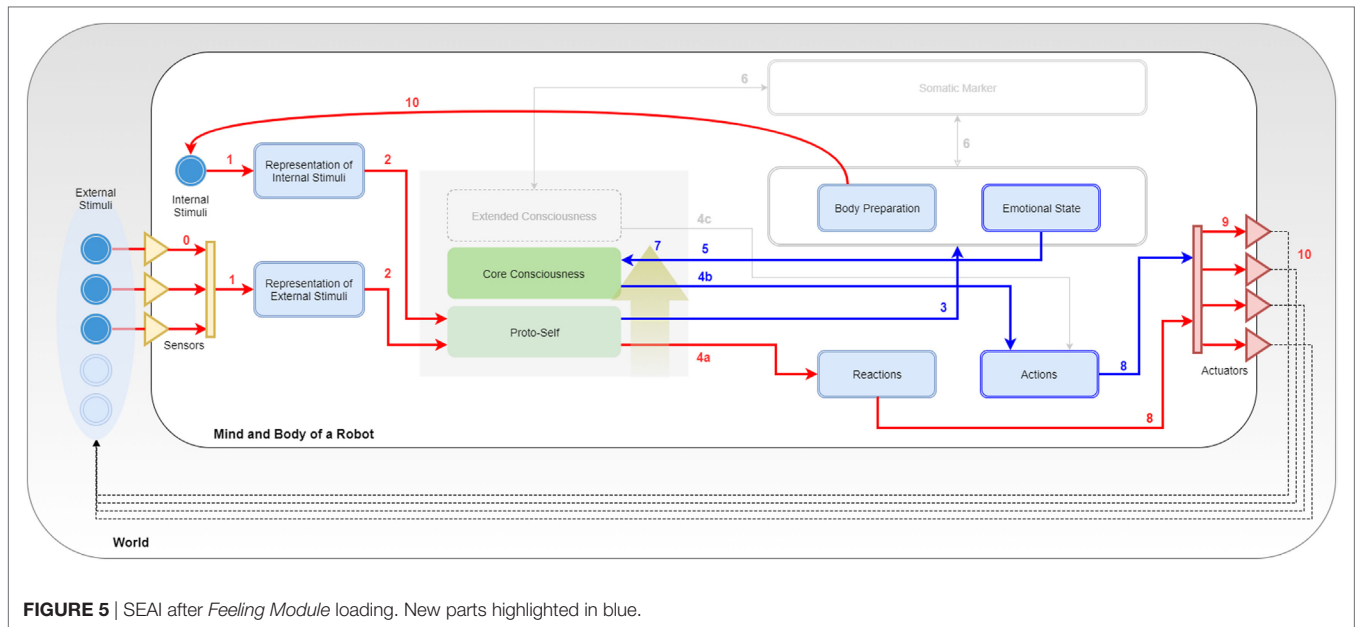 6
Somatic Marker
10
6
1
Representation of
Internal Stimuli
2
External
Stimuli
Internal
Stimuli
Extended Consciousness
4c
Body Preparation
Emotional State
0
7
5
9
Core Consciousness
4b
10
1
Representation of
External Stimuli
2
3
8
Proto-Self
Sensors
4a
Reactions
Actions
8
Actuators
8
Mind and Body of a Robot
World
FIGURE 5 | SEAI after Feeling Module loading. New parts highlighted in blue.